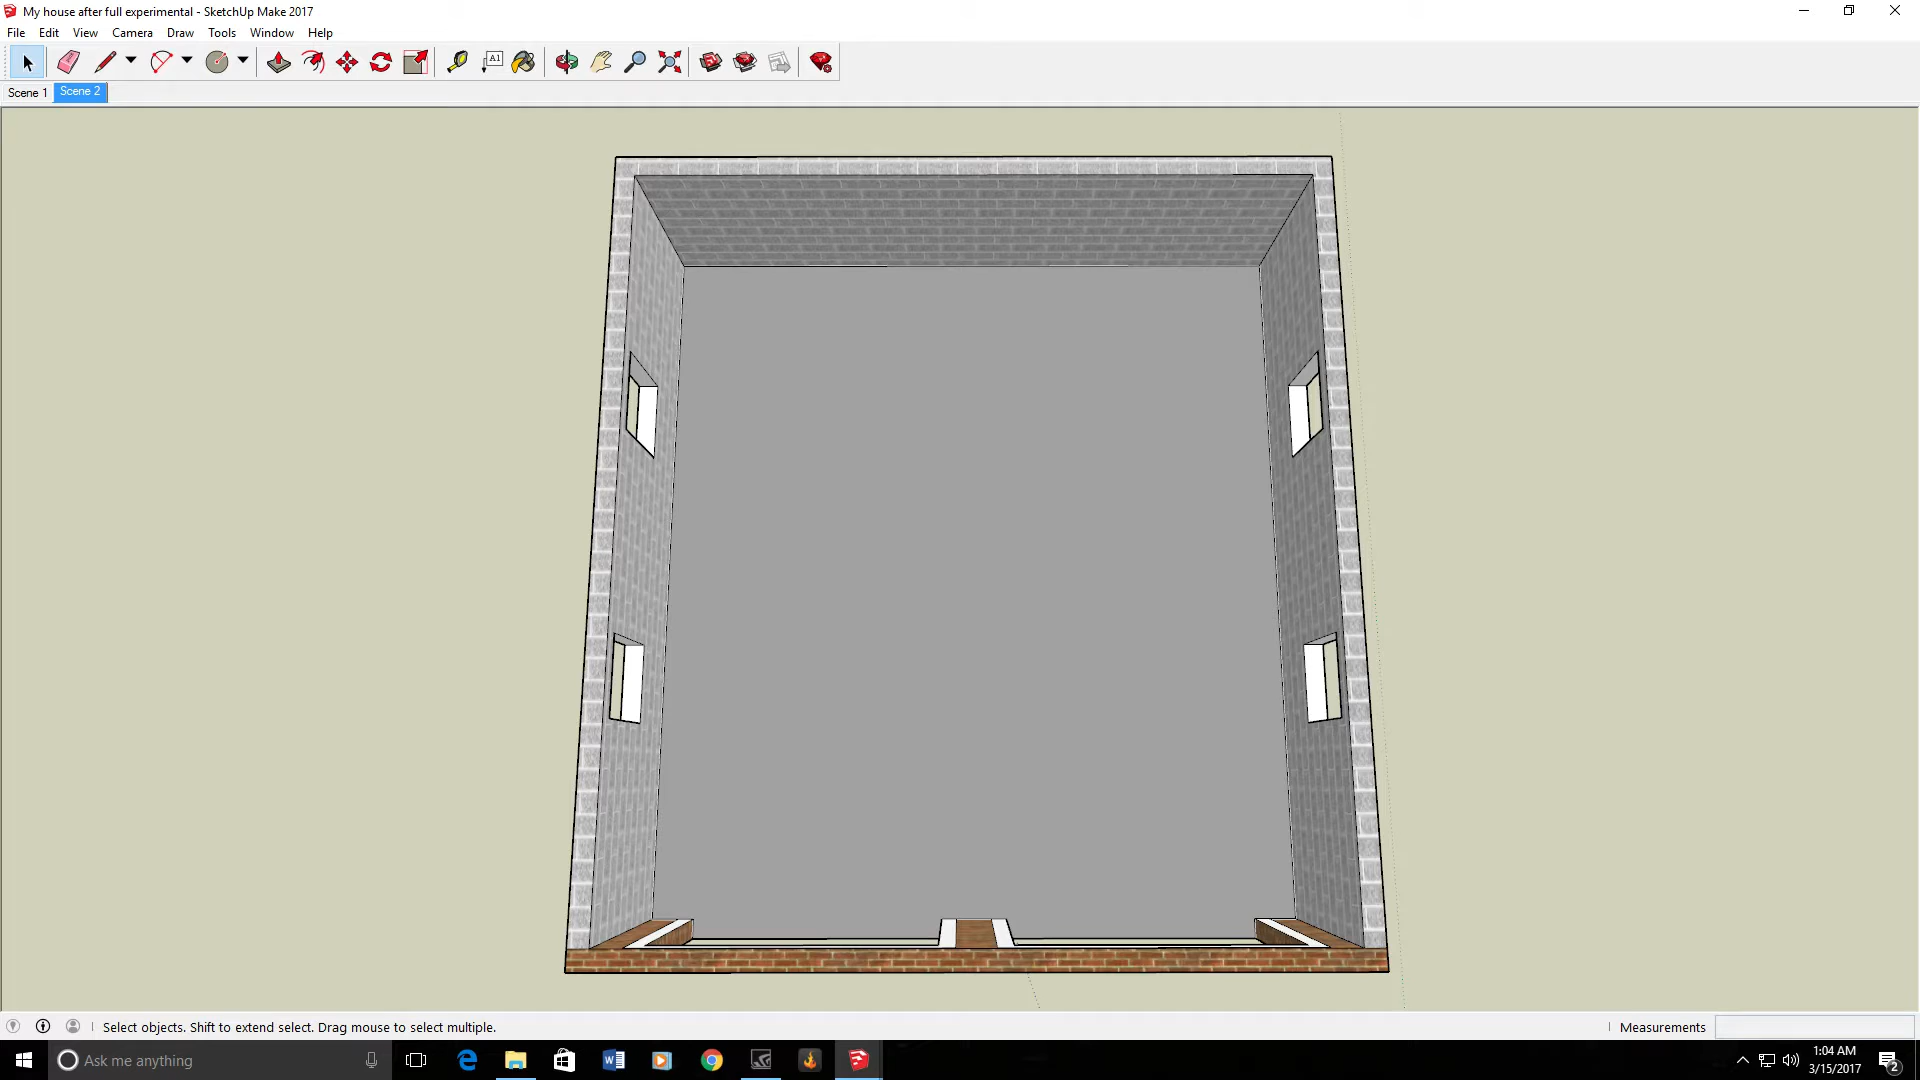 My house after full experimental - SketchUp Make 2017
File Edit View Camera Draw Tools Window Help
A1
Scene 1 Scene 2
Select objects. Shift to extend select. Drag mouse to select multiple.
Measurements
Ask me anything
1:04 AM
3/15/2017
2